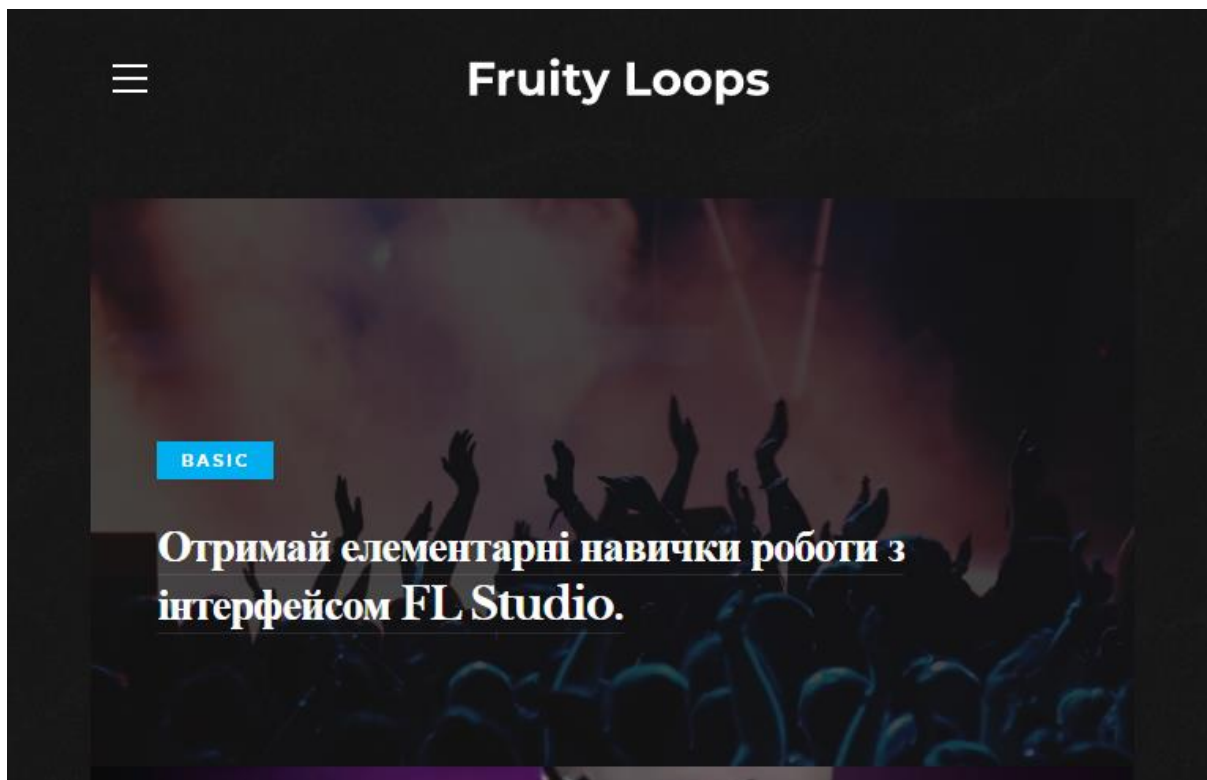 Fruity Loops
BASIC
Отримай елементарні навички роботи з
інтерфейсом FL Studio.